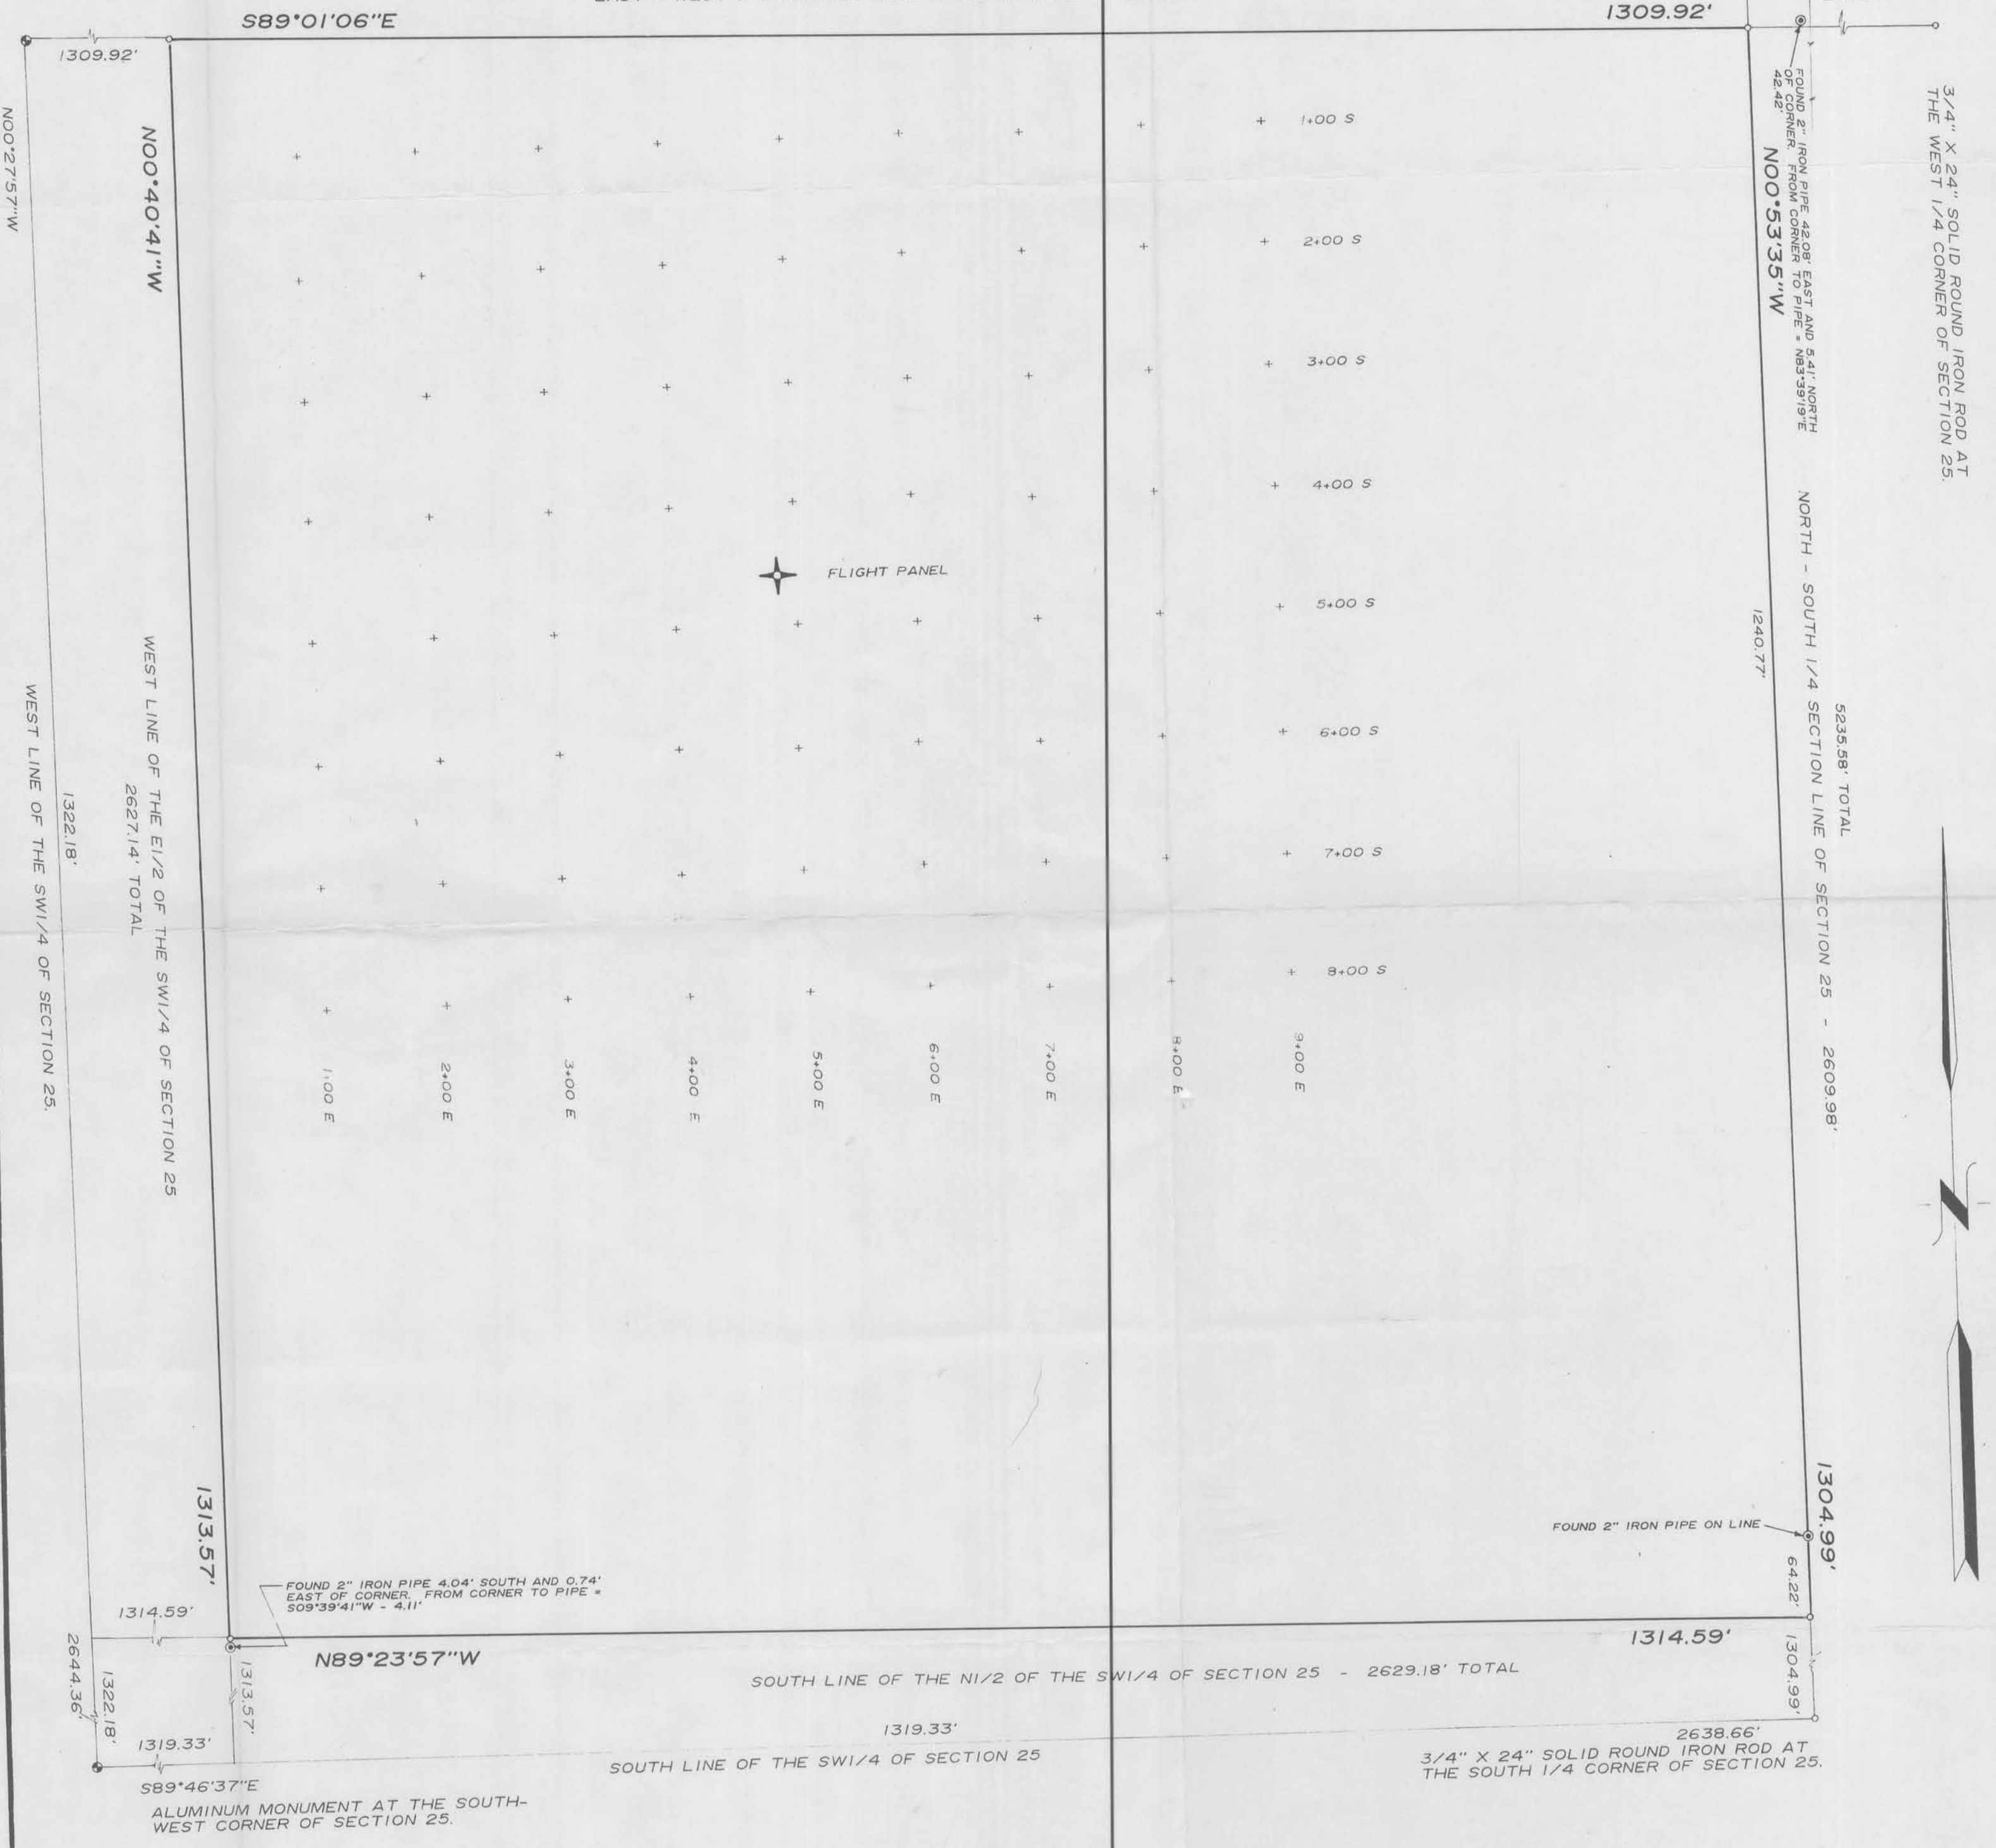 S89°01'06"E
1309.92'
1309.92'
N00°27'57"W
N00°40'41"W
FOUND 2" IRON PIPE 42.08' EAST AND 5.41' NORTH
OF CORNER. FROM CORNER TO PIPE = N83°39'19"E
42.42'
N00°53'35"W
3/4" X 24" SOLID ROUND IRON ROD AT
THE WEST 1/4 CORNER OF SECTION 25.
1+00 S
2+00 S
3+00 S
4+00 S
FLIGHT PANEL
5+00 S
6+00 S
7+00 S
8+00 S
1+00 E
2+00 E
3+00 E
4+00 E
5+00 E
6+00 E
7+00 E
8+00 E
9+00 E
WEST LINE OF THE SW1/4 OF SECTION 25.
1322.18'
WEST LINE OF THE E1/2 OF THE SW1/4 OF SECTION 25
2627.14' TOTAL
1240.77'
NORTH - SOUTH 1/4 SECTION LINE OF SECTION 25 - 2609.98'
5235.58' TOTAL
N
1313.57'
1304.99'
FOUND 2" IRON PIPE ON LINE
64.22'
FOUND 2" IRON PIPE 4.04' SOUTH AND 0.74'
EAST OF CORNER. FROM CORNER TO PIPE =
S09°39'41"W - 4.11'
1314.59'
N89°23'57"W
1314.59'
SOUTH LINE OF THE N1/2 OF THE SW1/4 OF SECTION 25 - 2629.18' TOTAL
2644.36'
1322.18'
1313.57'
1304.99'
1319.33'
1319.33'
2638.66'
SOUTH LINE OF THE SW1/4 OF SECTION 25
3/4" X 24" SOLID ROUND IRON ROD AT
THE SOUTH 1/4 CORNER OF SECTION 25.
S89°46'37"E
ALUMINUM MONUMENT AT THE SOUTH-
WEST CORNER OF SECTION 25.